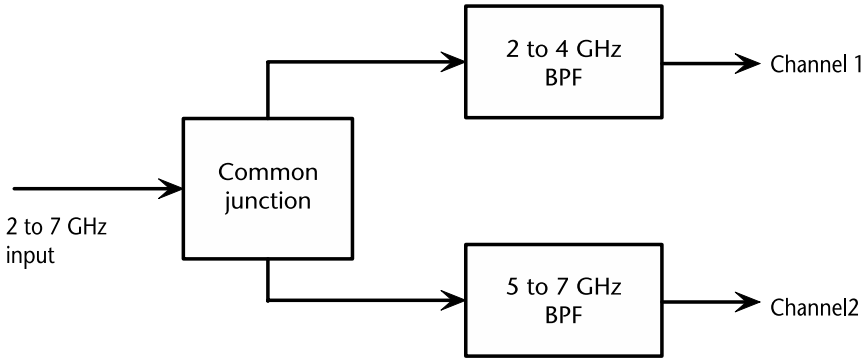 2 to 7 GHz
input
Common
junction
2 to 4 GHz
BPF
Channel 1
5 to 7 GHz
BPF
Channel2